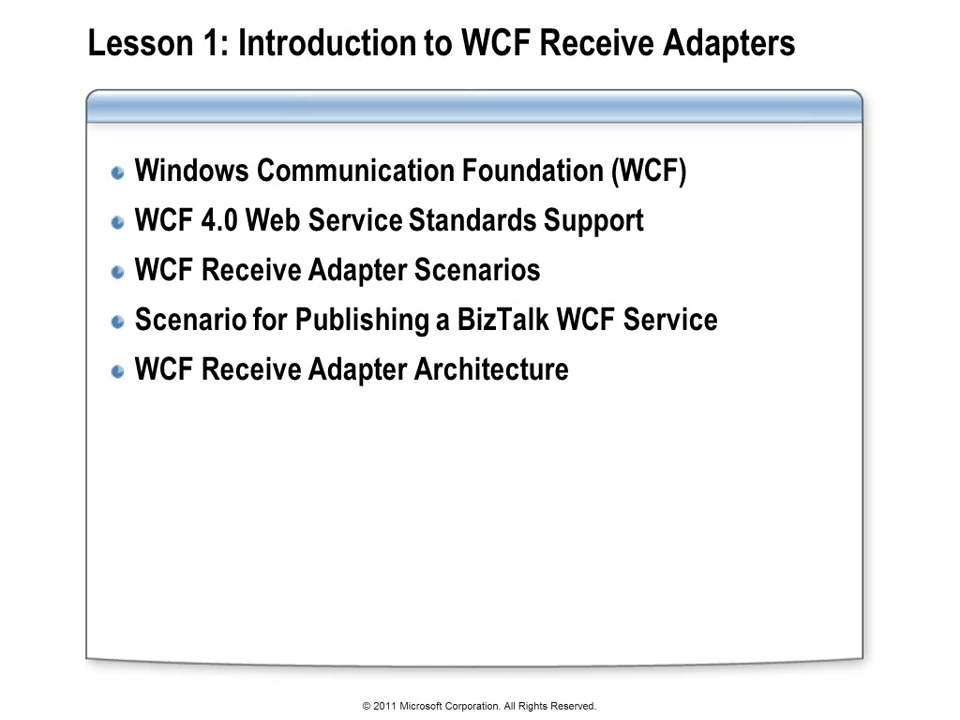 Lesson 1: Introduction to WCF Receive Adapters
Windows Communication Foundation (WCF)
WCF 4.0 Web Service Standards Support
WCF Receive Adapter Scenarios
Scenario for Publishing a BizTalk WCF Service
WCF Receive Adapter Architecture
© 2011 Microsoft Corporation. All Rights Reserved.